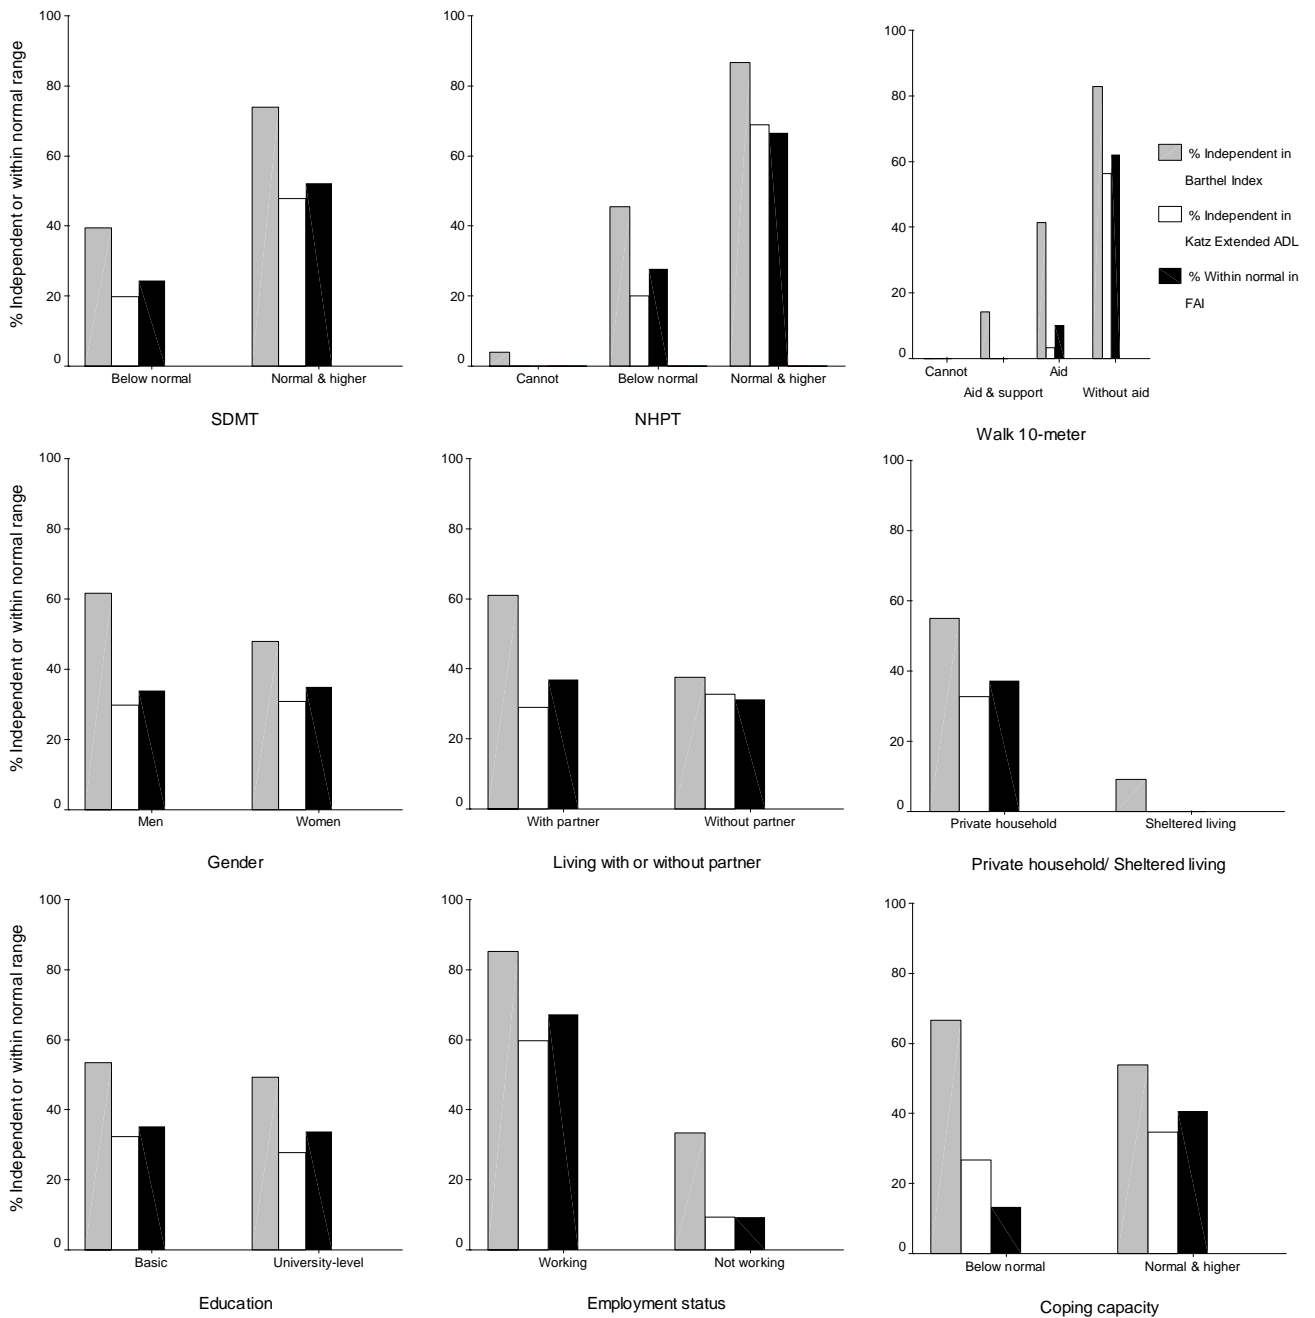 % Independent or within normal range
100
80
60
40
20
0
Below normal
Normal & higher
SDMT
100
80
60
40
20
0
Cannot
Below normal
Normal & higher
NHPT
100
80
60
40
20
0
Cannot
Aid
Aid & support
Without aid
Walk 10-meter
% Independent in
Barthel Index
% Independent in
Katz Extended ADL
% Within normal in
FAI
% Independent or within normal range
100
80
60
40
20
0
Men
Women
Gender
100
80
60
40
20
0
With partner
Without partner
Living with or without partner
100
80
60
40
20
0
Private household
Sheltered living
Private household/ Sheltered living
% Independent or within normal range
100
80
60
40
20
0
Basic
University-level
Education
100
80
60
40
20
0
Working
Not working
Employment status
100
80
60
40
20
0
Below normal
Normal & higher
Coping capacity